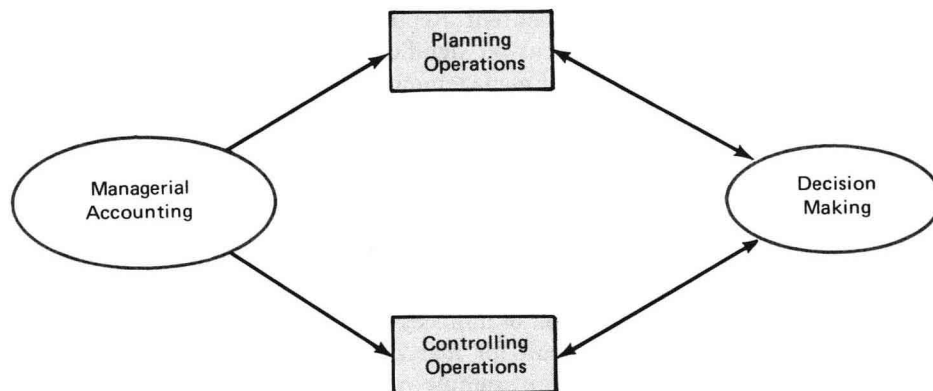 Planning
Operations
Managerial
Accounting
Decision
Making
Controlling
Operations